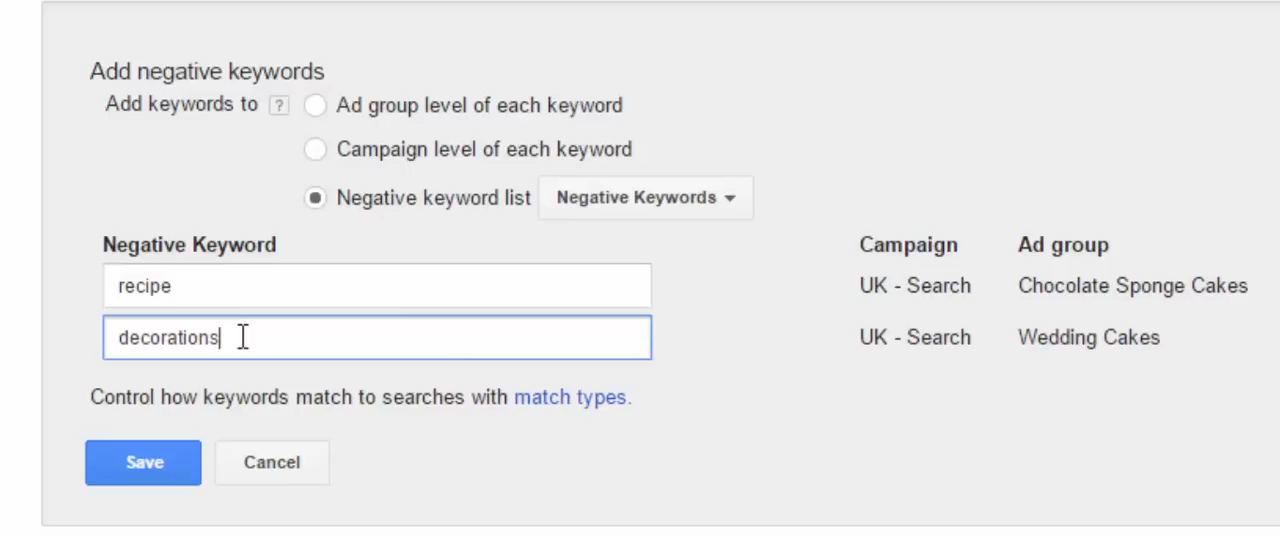 Add negative keywords
Add keywords to ? Ad group level of each keyword
Campaign level of each keyword
Negative keyword list Negative Keywords
Negative Keyword Campaign Ad group
recipe UK - Search Chocolate Sponge Cakes
decorations UK - Search Wedding Cakes
Control how keywords match to searches with match types.
Save Cancel